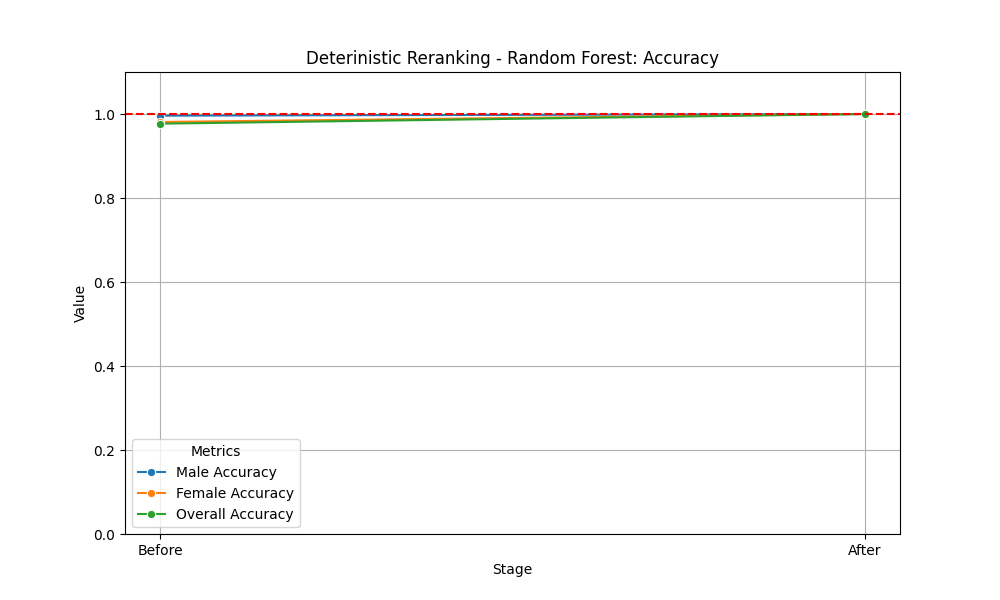 Deterinistic Reranking - Random Forest: Accuracy
1.0
0.8
0.6
0.4
0.2
0.0
Value
Metrics
Male Accuracy
Female Accuracy
Overall Accuracy
Before
After
Stage